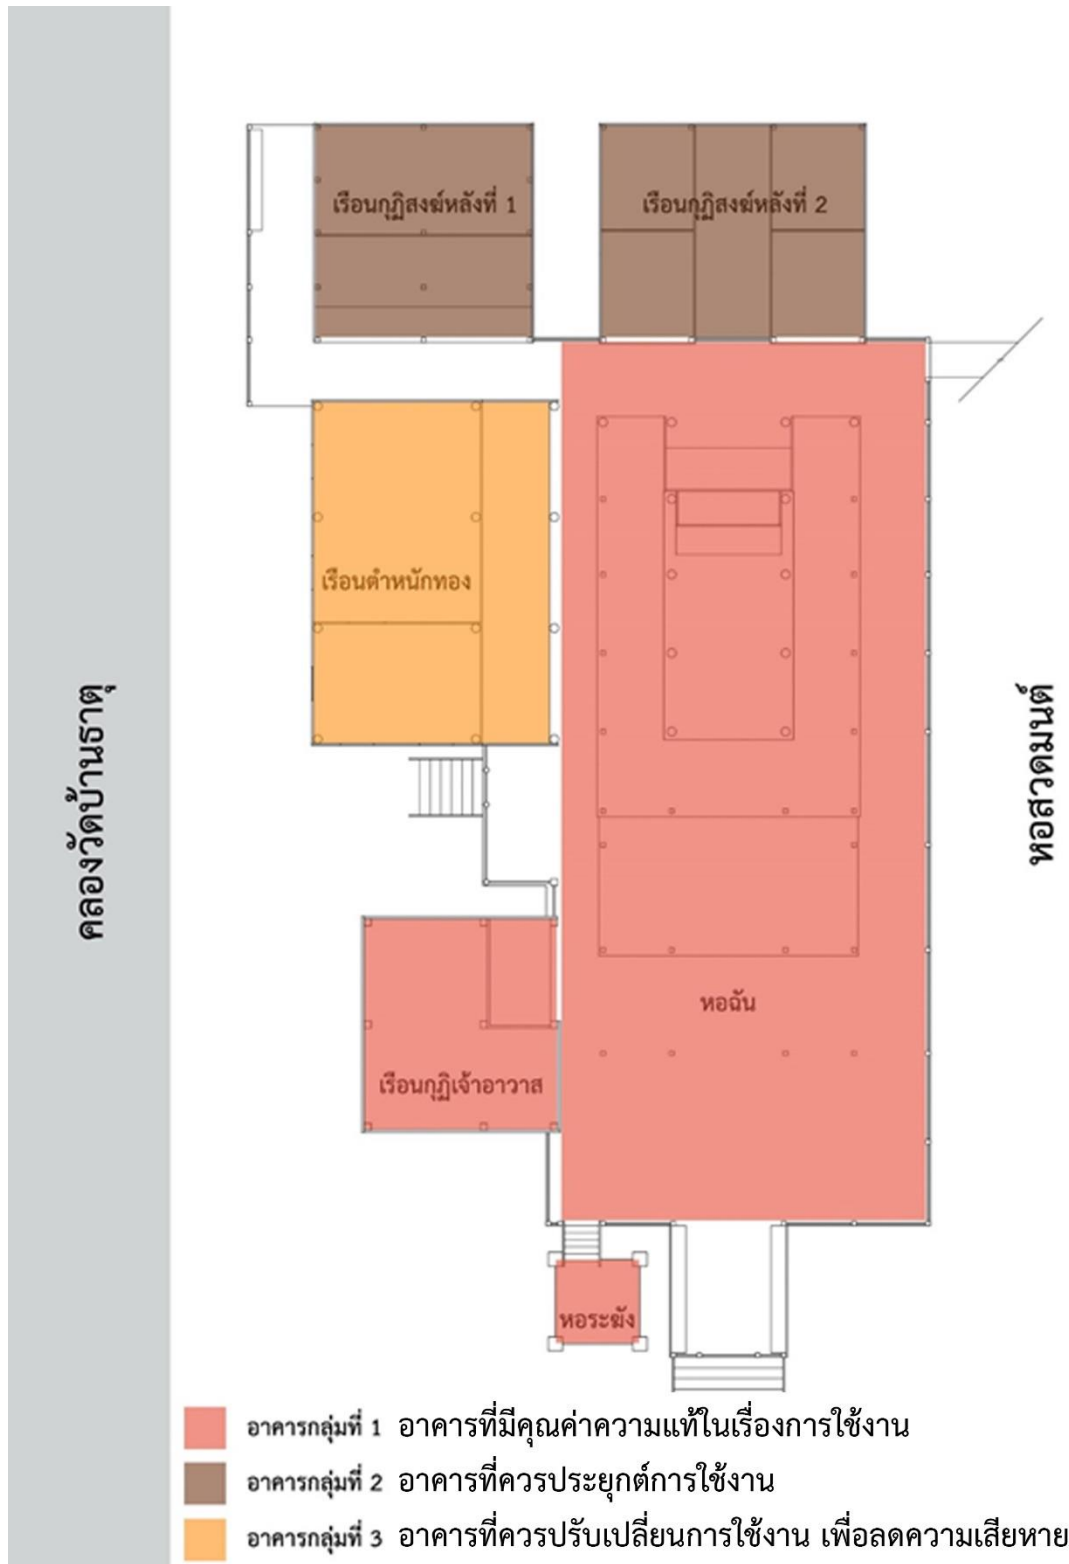 เรือนกุฏิสงฆ์หลังที่ 1
เรือนกุฏิสงฆ์หลังที่ 2
เรือนตำหนักทอง
คลองวัดบ้านธาตุ
หอสวดมนต์
หอฉัน
เรือนกุฏิเจ้าอาวาส
หอระฆัง
อาคารกลุ่มที่ 1 อาคารที่มีคุณค่าความแท้ในเรื่องการใช้งาน
อาคารกลุ่มที่ 2 อาคารที่ควรประยุกต์การใช้งาน
อาคารกลุ่มที่ 3 อาคารที่ควรปรับเปลี่ยนการใช้งาน เพื่อลดความเสียหาย